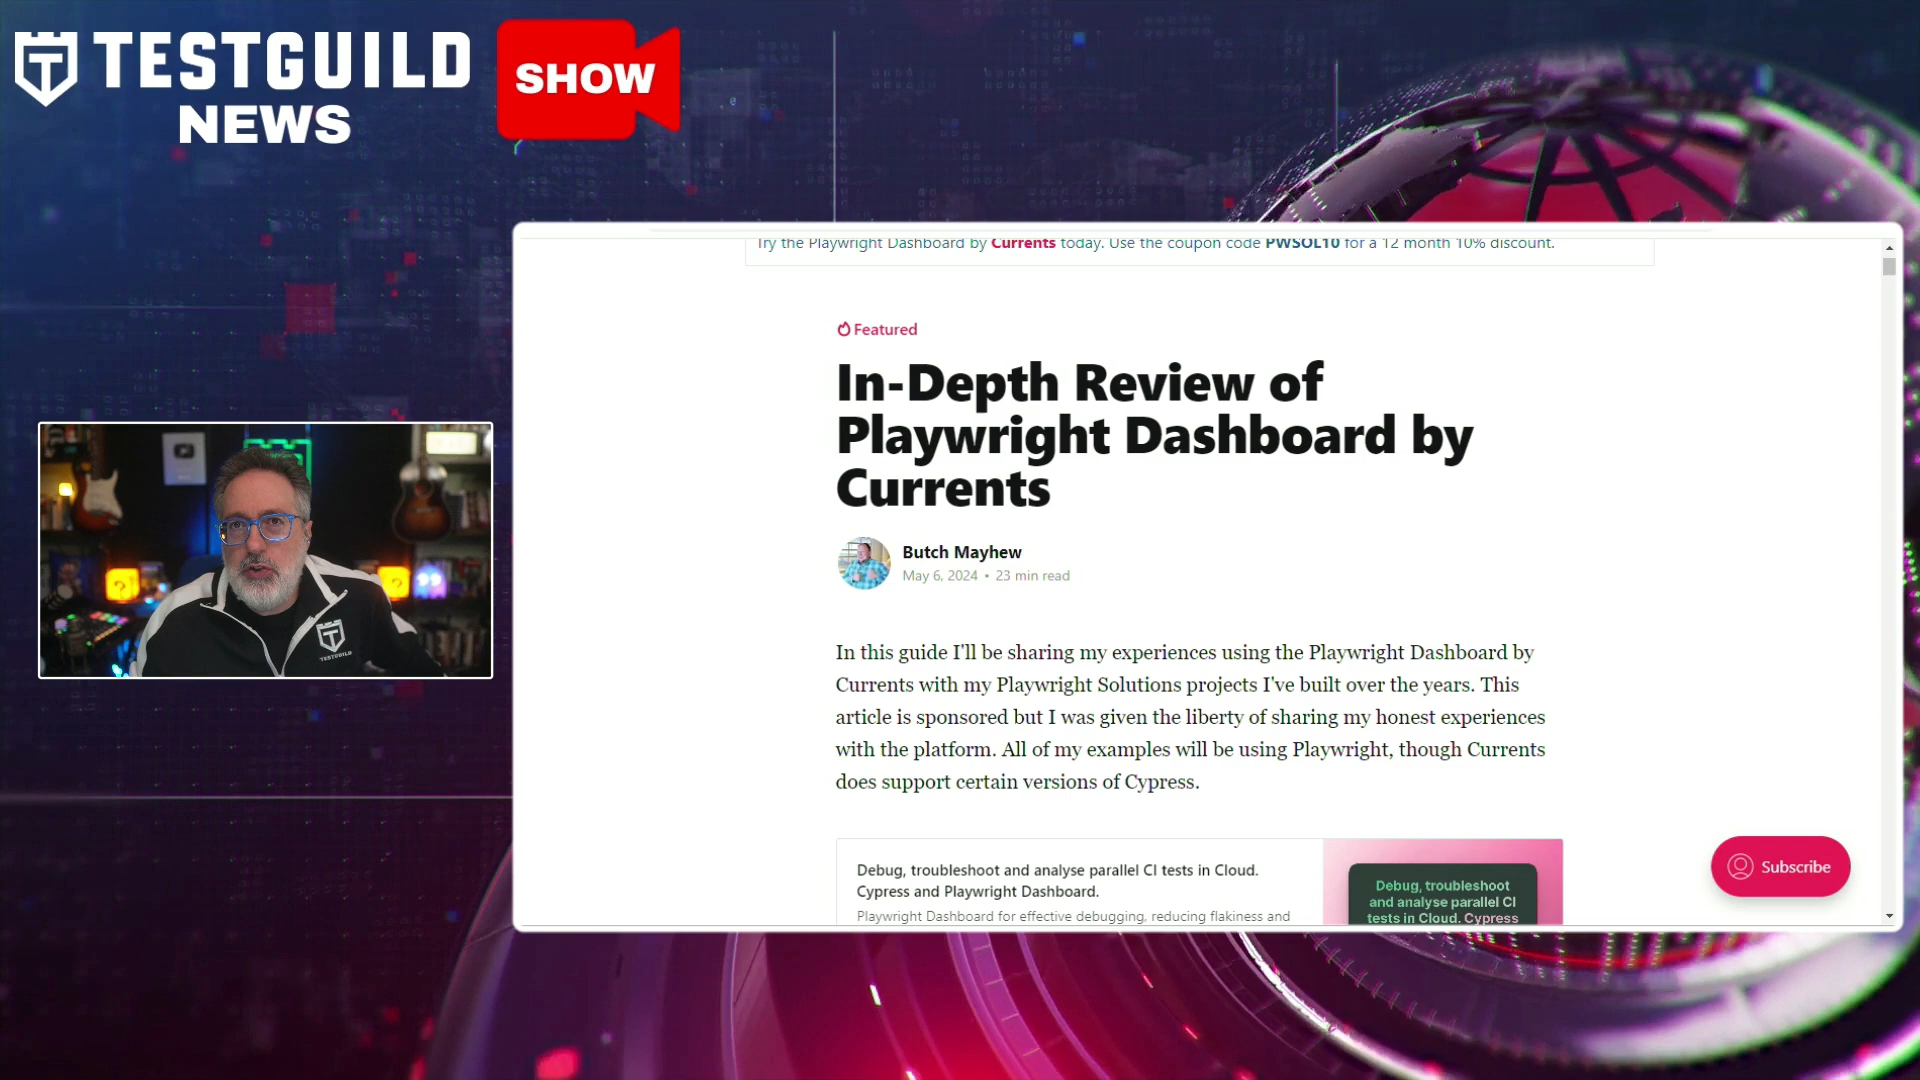 TESTGUILD
NEWS
SHOW
Try the Playwright Dashboard by Currents today. Use the coupon code PWSOL10 for a 12 month 10% discount.
Featured
In-Depth Review of
Playwright Dashboard by
Currents
Butch Mayhew
May 6, 2024 • 23 min read
In this guide I'll be sharing my experiences using the Playwright Dashboard by
Currents with my Playwright Solutions projects I've built over the years. This
article is sponsored but I was given the liberty of sharing my honest experiences
with the platform. All of my examples will be using Playwright, though Currents
does support certain versions of Cypress.
Debug, troubleshoot and analyse parallel CI tests in Cloud.
Cypress and Playwright Dashboard.
Playwright Dashboard for effective debugging, reducing flakiness and
Debug, troubleshoot
and analyse parallel CI
tests in Cloud. Cypress
Subscribe
T
TESTGUILD